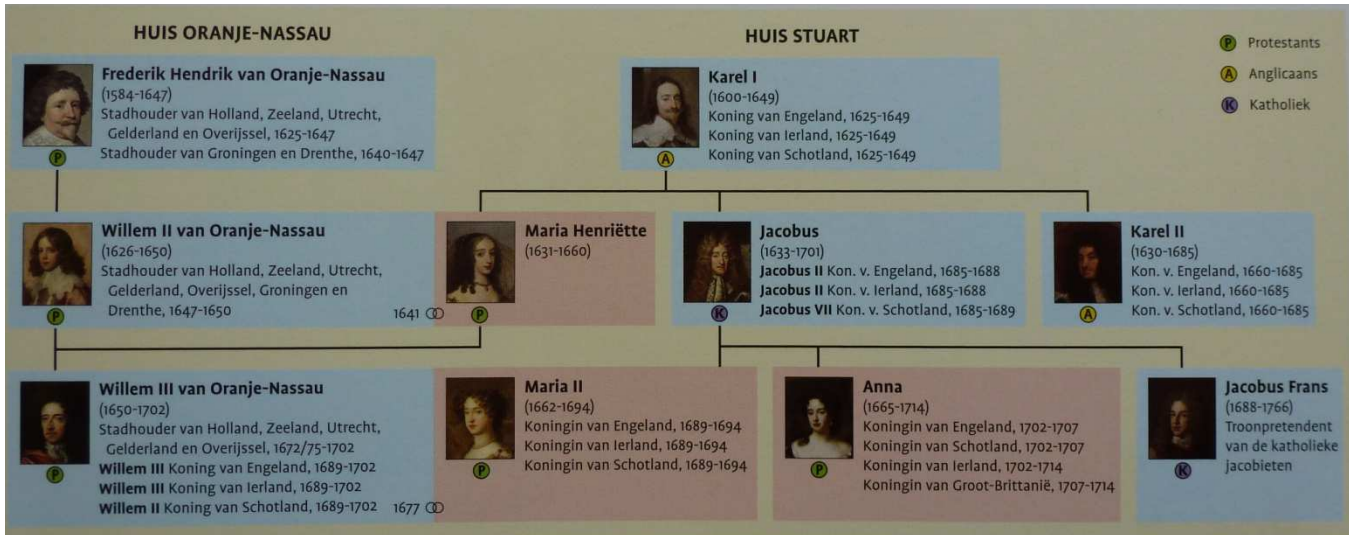 HUIS ORANJE-NASSAU
HUIS STUART
P Protestants
A Anglicaans
K Katholiek
Frederik Hendrik van Oranje-Nassau
(1584-1647)
Stadhouder van Holland, Zeeland, Utrecht,
Gelderland en Overijssel, 1625-1647
Stadhouder van Groningen en Drenthe, 1640-1647
P
Karel I
(1600-1649)
Koning van Engeland, 1625-1649
Koning van Ierland, 1625-1649
Koning van Schotland, 1625-1649
A
Willem II van Oranje-Nassau
(1626-1650)
Stadhouder van Holland, Zeeland, Utrecht,
Gelderland, Overijssel, Groningen en
Drenthe, 1647-1650
1641
P
Maria Henriëtte
(1631-1660)
P
Jacobus
(1633-1701)
Jacobus II Kon. v. Engeland, 1685-1688
Jacobus II Kon. v. Ierland, 1685-1688
Jacobus VII Kon. v. Schotland, 1685-1689
K
Karel II
(1630-1685)
Kon. v. Engeland, 1660-1685
Kon. v. Ierland, 1660-1685
Kon. v. Schotland, 1660-1685
A
Willem III van Oranje-Nassau
(1650-1702)
Stadhouder van Holland, Zeeland, Utrecht,
Gelderland en Overijssel, 1672/75-1702
Willem III Koning van Engeland, 1689-1702
Willem III Koning van Ierland, 1689-1702
Willem II Koning van Schotland, 1689-1702
1677
P
Maria II
(1662-1694)
Koningin van Engeland, 1689-1694
Koningin van Ierland, 1689-1694
Koningin van Schotland, 1689-1694
P
Anna
(1665-1714)
Koningin van Engeland, 1702-1707
Koningin van Schotland, 1702-1707
Koningin van Ierland, 1702-1714
Koningin van Groot-Brittanië, 1707-1714
P
Jacobus Frans
(1688-1766)
Troonpretendent
van de katholieke
jacobieten
K